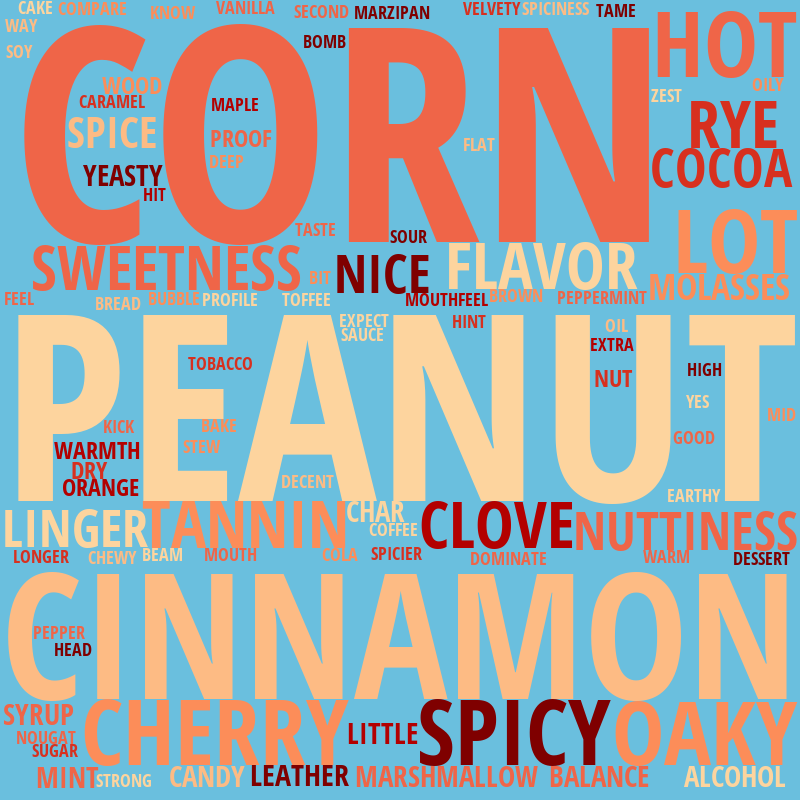 CAKE COMPARE KNOW VANILLA SECOND MARZIPAN VELVETY SPICINESS TAME
WAY
HOT
BOMB
SOY
CORN
WOOD
OILY
CARAMEL MAPLE
ZEST
SPICE PROOF
RYE
FLAT
DEEP
COCOA
YEASTY
HIT
TASTE SOUR
LOT
SWEETNESS BIT NICE FLAVOR
MOLASSES
FEEL BREAD BUBBLE PROFILE TOFFEE MOUTHFEEL BROWN PEPPERMINT
EXPECT HINT OIL
SAUCE EXTRA
PEANUT
TOBACCO
HIGH
NUT
YES
MID
KICK BAKE
GOOD
WARMTH STEW
DRY
DECENT
ORANGE
EARTHY
LINGER TANNIN CHAR CLOVE NUTTINESS
COFFEE
LONGER CHEWY BEAM MOUTH COLA SPICIER DOMINATE WARM DESSERT
CINNAMON
PEPPER
HEAD
SYRUP CHERRY LITTLE SPICY OAKY
NOUGAT
SUGAR
MINT STRONG CANDY LEATHER MARSHMALLOW BALANCE ALCOHOL